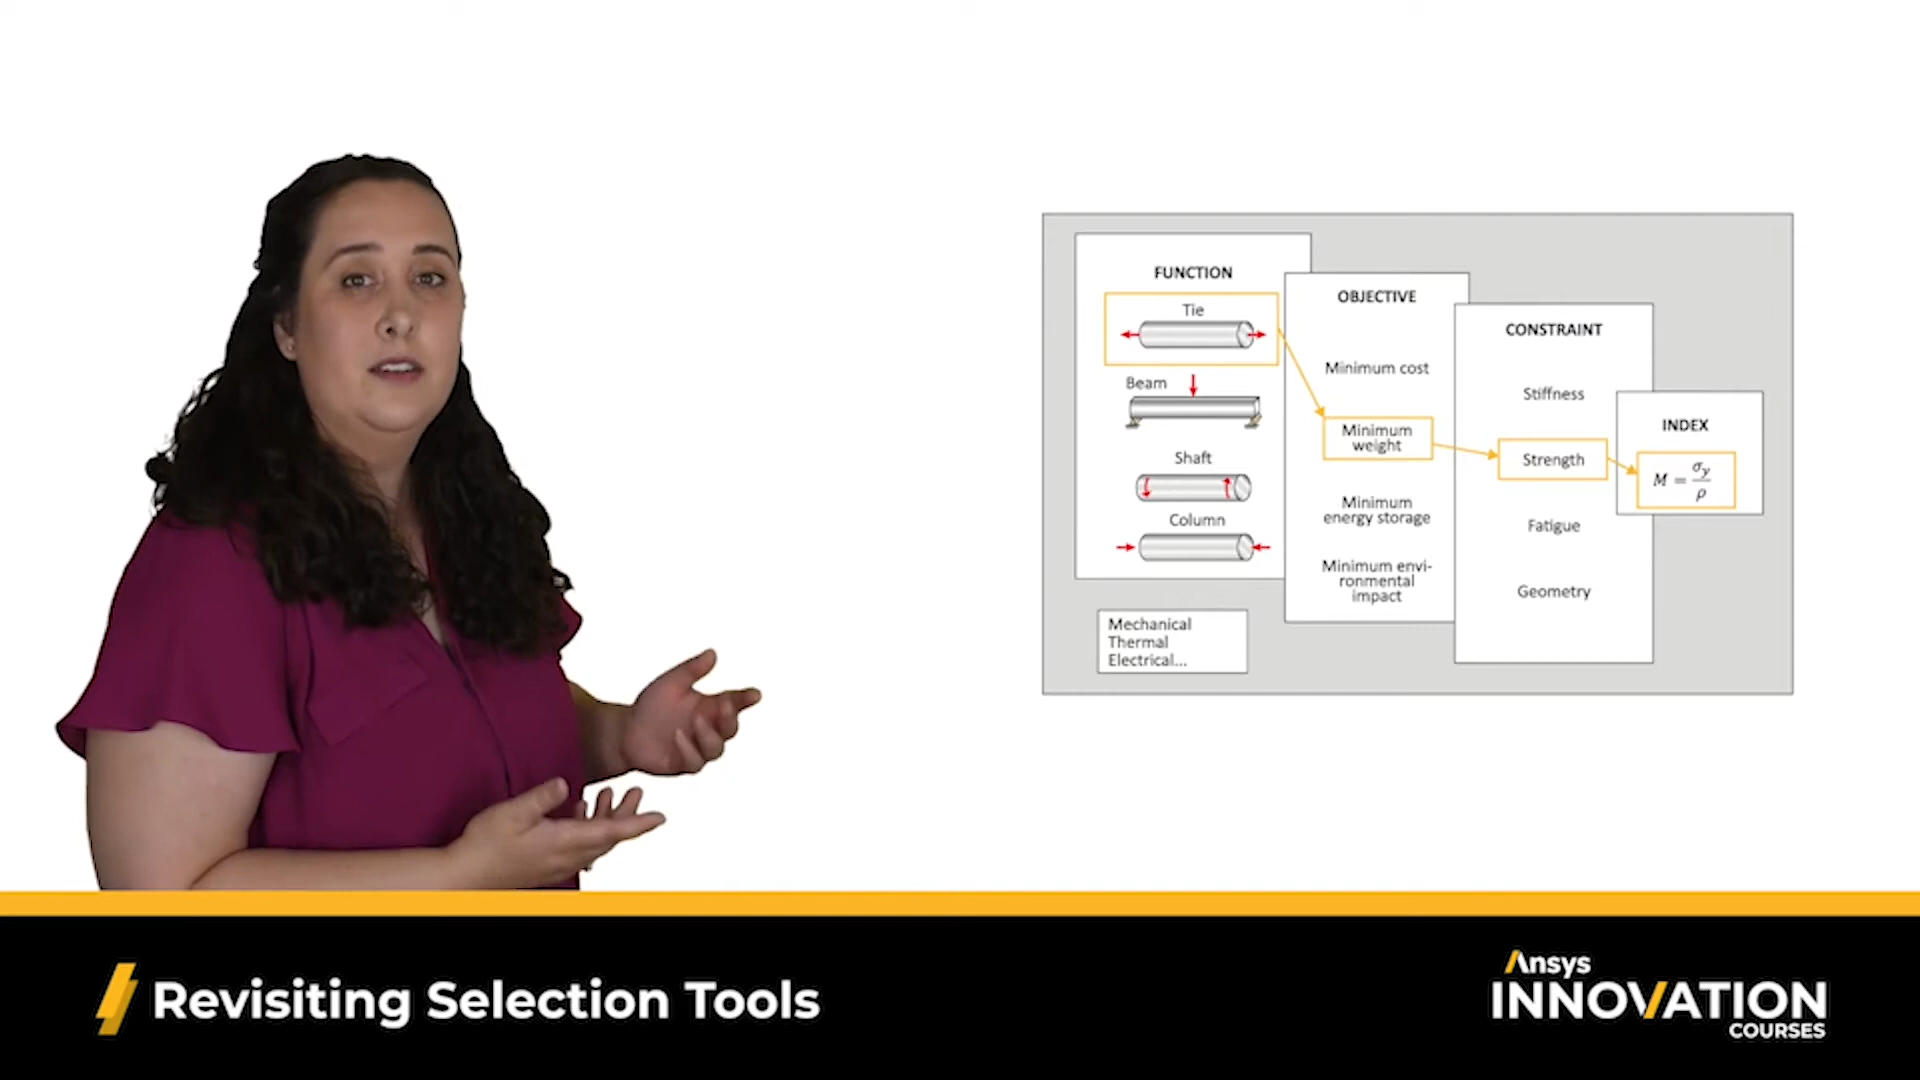 FUNCTION
Tie
Beam
Shaft
Column
Mechanical
Thermal
Electrical...
OBJECTIVE
Minimum cost
Minimum
weight
Minimum
energy storage
Minimum envi-
ronmental
impact
CONSTRAINT
Stiffness
Strength
Fatigue
Geometry
INDEX
M = σy/ρ
Revisiting Selection Tools
Ansys
INNOVATION
COURSES